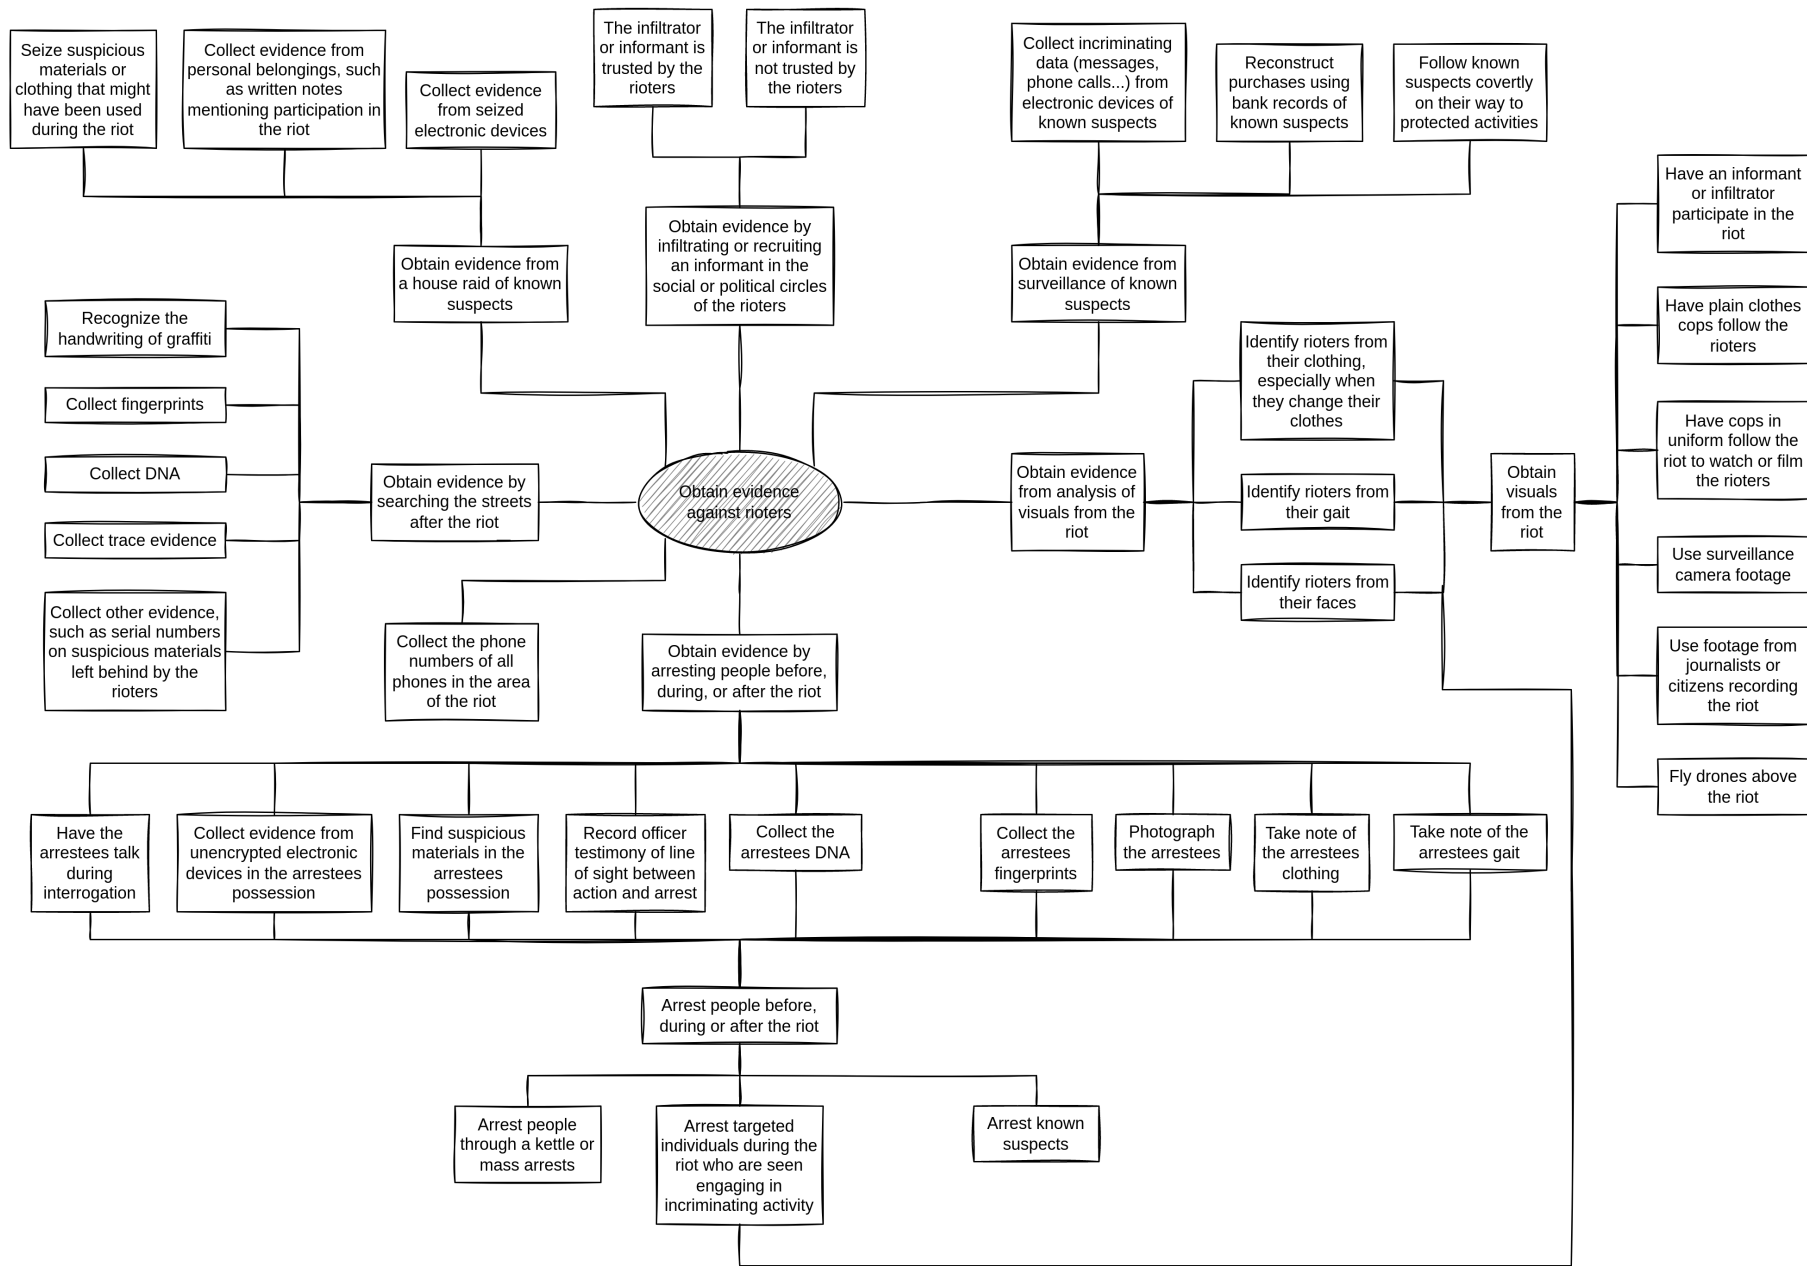 Seize suspicious
materials or
clothing that might
have been used
during the riot
Collect evidence from
personal belongings, such
as written notes
mentioning participation in
the riot
Collect evidence
from seized
electronic devices
The infiltrator
or informant is
trusted by the
rioters
The infiltrator
or informant is
not trusted by
the rioters
Collect incriminating
data (messages,
phone calls...) from
electronic devices of
known suspects
Reconstruct
purchases using
bank records of
known suspects
Follow known
suspects covertly
on their way to
protected activities
Have an informant
or infiltrator
participate in the
riot
Obtain evidence from
a house raid of known
suspects
Obtain evidence by
infiltrating or recruiting
an informant in the
social or political circles
of the rioters
Obtain evidence from
surveillance of known
suspects
Have plain clothes
cops follow the
rioters
Recognize the
handwriting of graffiti
Collect fingerprints
Collect DNA
Collect trace evidence
Collect other evidence,
such as serial numbers
on suspicious materials
left behind by the
rioters
Obtain evidence by
searching the streets
after the riot
Obtain evidence
against rioters
Obtain evidence
from analysis of
visuals from the
riot
Identify rioters from
their clothing,
especially when
they change their
clothes
Identify rioters from
their gait
Identify rioters from
their faces
Obtain
visuals
from the
riot
Have cops in
uniform follow the
riot to watch or film
the rioters
Use surveillance
camera footage
Use footage from
journalists or
citizens recording
the riot
Fly drones above
the riot
Collect the phone
numbers of all
phones in the area
of the riot
Obtain evidence by
arresting people before,
during, or after the riot
Have the
arrestees talk
during
interrogation
Collect evidence from
unencrypted electronic
devices in the arrestees
possession
Find suspicious
materials in the
arrestees
possession
Record officer
testimony of line
of sight between
action and arrest
Collect the
arrestees DNA
Collect the
arrestees
fingerprints
Photograph
the arrestees
Take note of
the arrestees
clothing
Take note of the
arrestees gait
Arrest people before,
during or after the riot
Arrest people
through a kettle or
mass arrests
Arrest targeted
individuals during the
riot who are seen
engaging in
incriminating activity
Arrest known
suspects